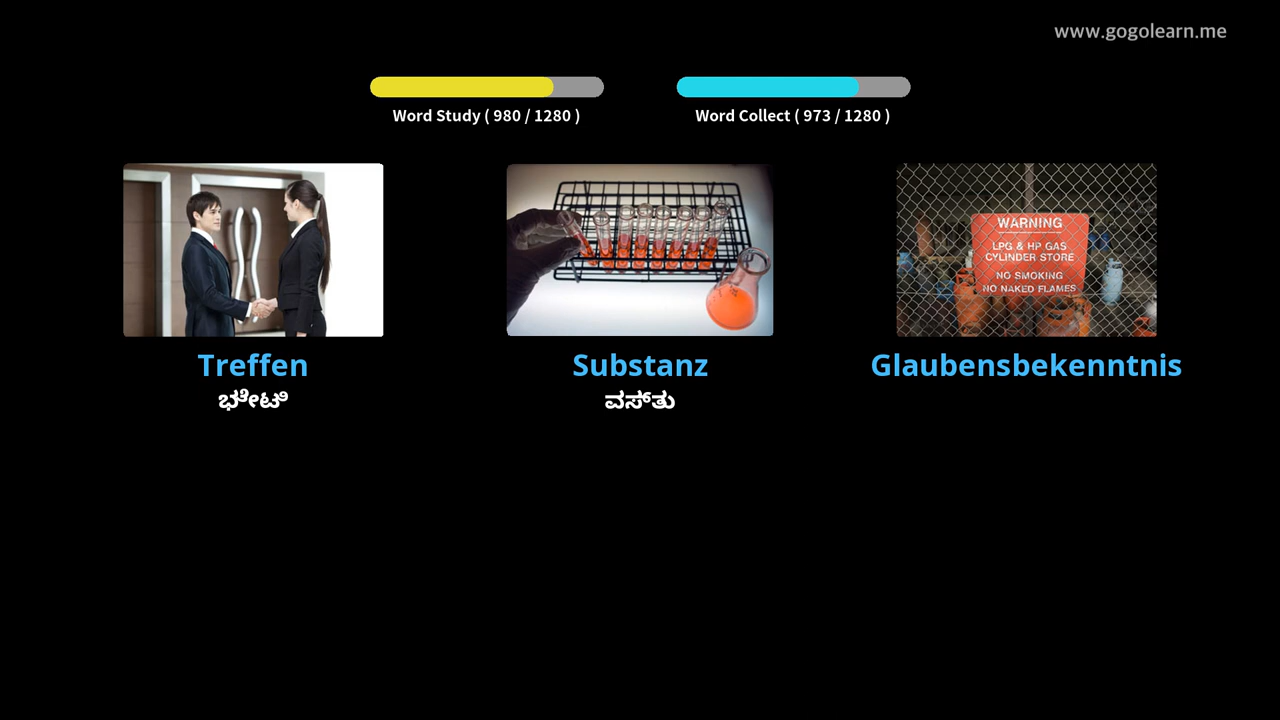 www.gogolearn.me
Word Study ( 980 / 1280 )
Word Collect ( 973 / 1280 )
WARNING
LPG & HP GAS
CYLINDER STORE
NO SMOKING
NO NAKED FLAMES
Treffen
Substanz
Glaubensbekenntnis
ಭೇಟಿ
ವಸ್ತು